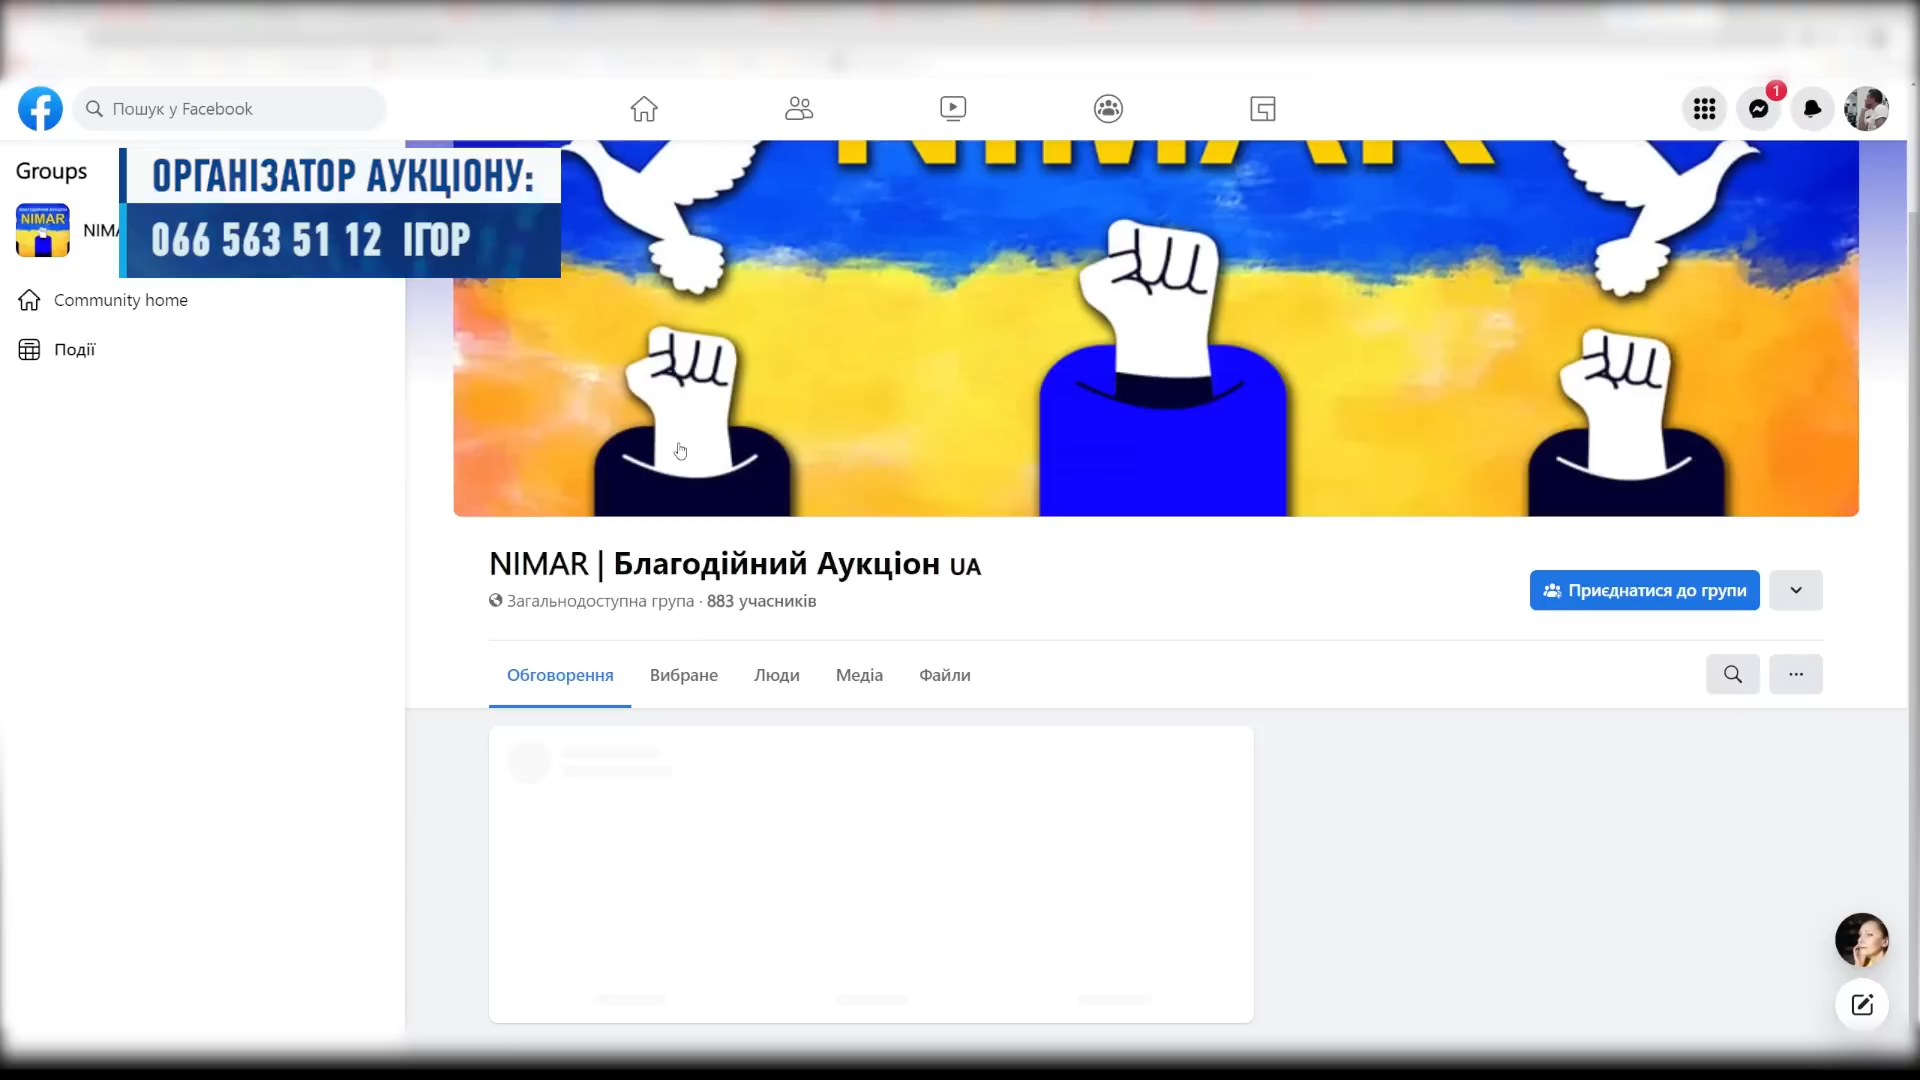 Пошук у Facebook
1
Groups
ОРГАНІЗАТОР АУКЦІОНУ:
066 563 51 12 ІГОР
NIMAR
NIMAR
Community home
Події
NIMAR | Благодійний Аукціон UA
Загальнодоступна група · 883 учасників
Приєднатися до групи
Обговорення
Вибране
Люди
Медіа
Файли